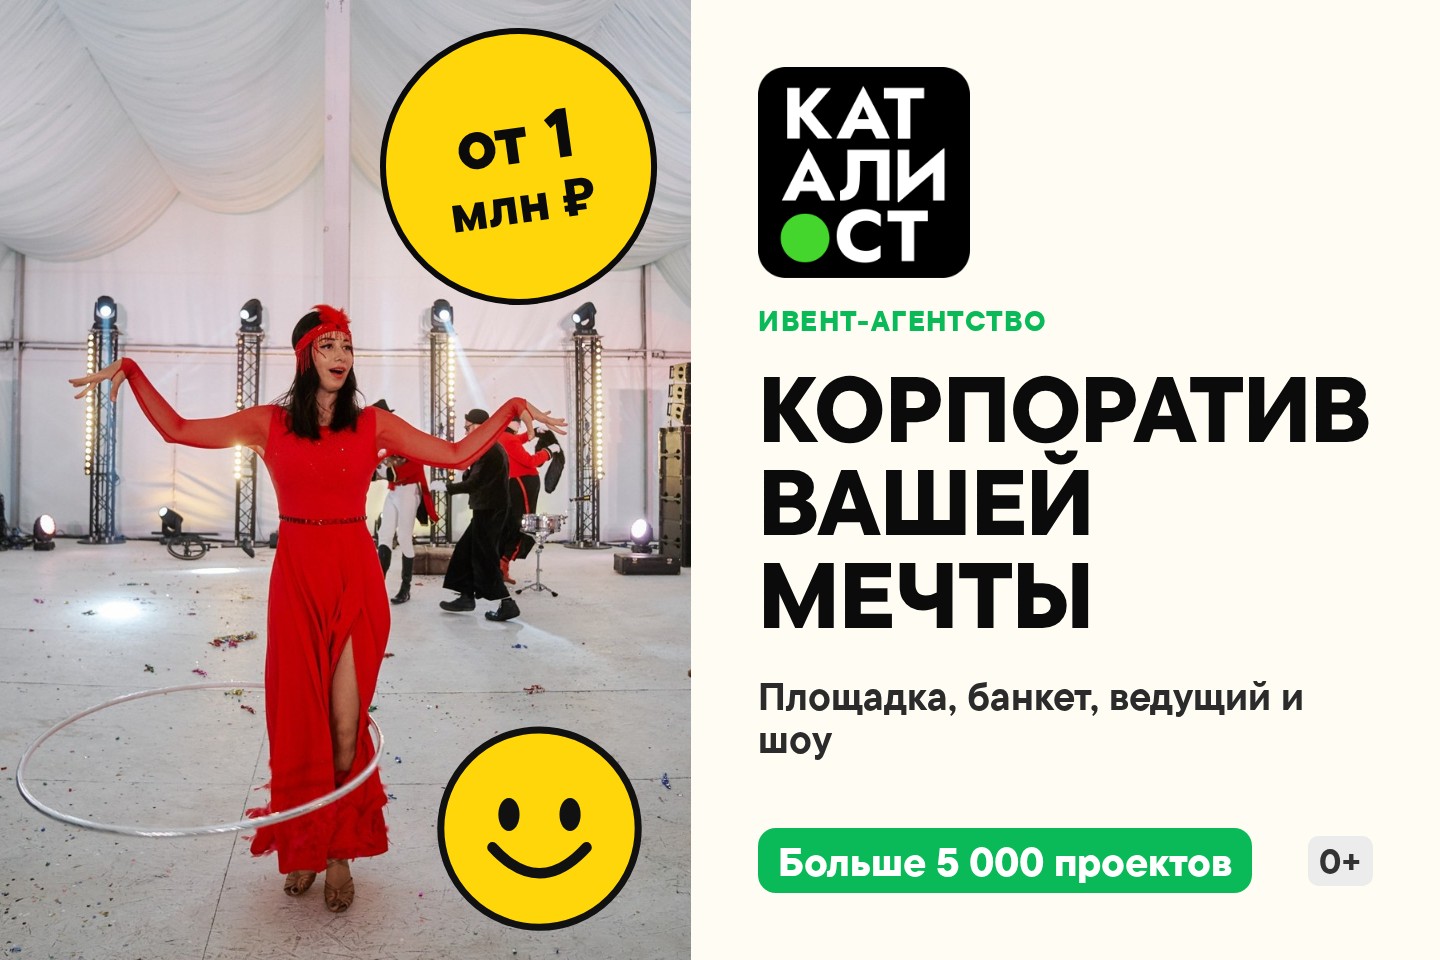 от 1
млн ₽
КАТ
АЛИ
СТ
ИВЕНТ-АГЕНТСТВО
КОРПОРАТИВ
ВАШЕЙ
МЕЧТЫ
Площадка, банкет, ведущий и
шоу
Больше 5 000 проектов
0+